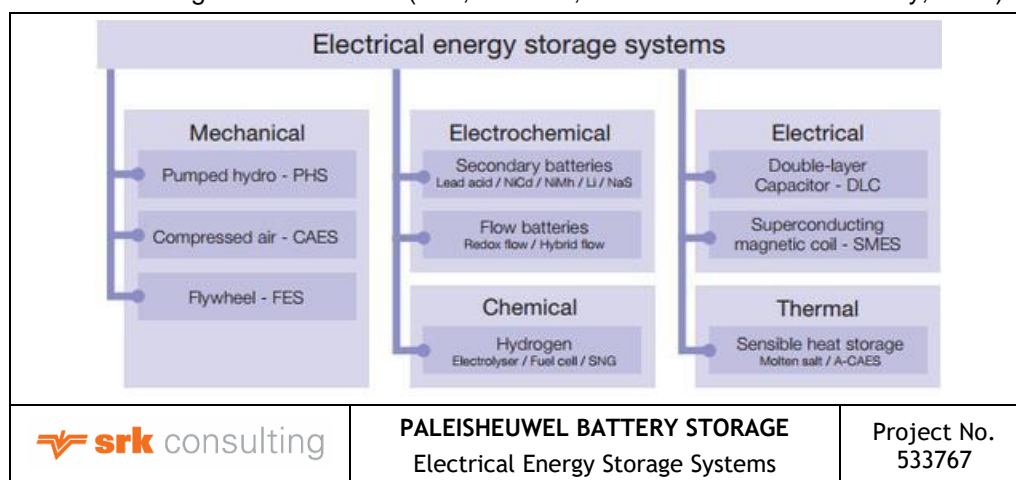 Electrical energy storage systems
Mechanical
Pumped hydro - PHS
Compressed air - CAES
Flywheel - FES
Electrochemical
Secondary batteries
Lead acid / NiCd / NiMh / Li / NaS
Flow batteries
Redox flow / Hybrid flow
Chemical
Hydrogen
Electrolyser / Fuel cell / SNG
Electrical
Double-layer
Capacitor - DLC
Superconducting
magnetic coil - SMES
Thermal
Sensible heat storage
Molten salt / A-CAES
srk consulting
PALEISHEUWEL BATTERY STORAGE
Electrical Energy Storage Systems
Project No.
533767